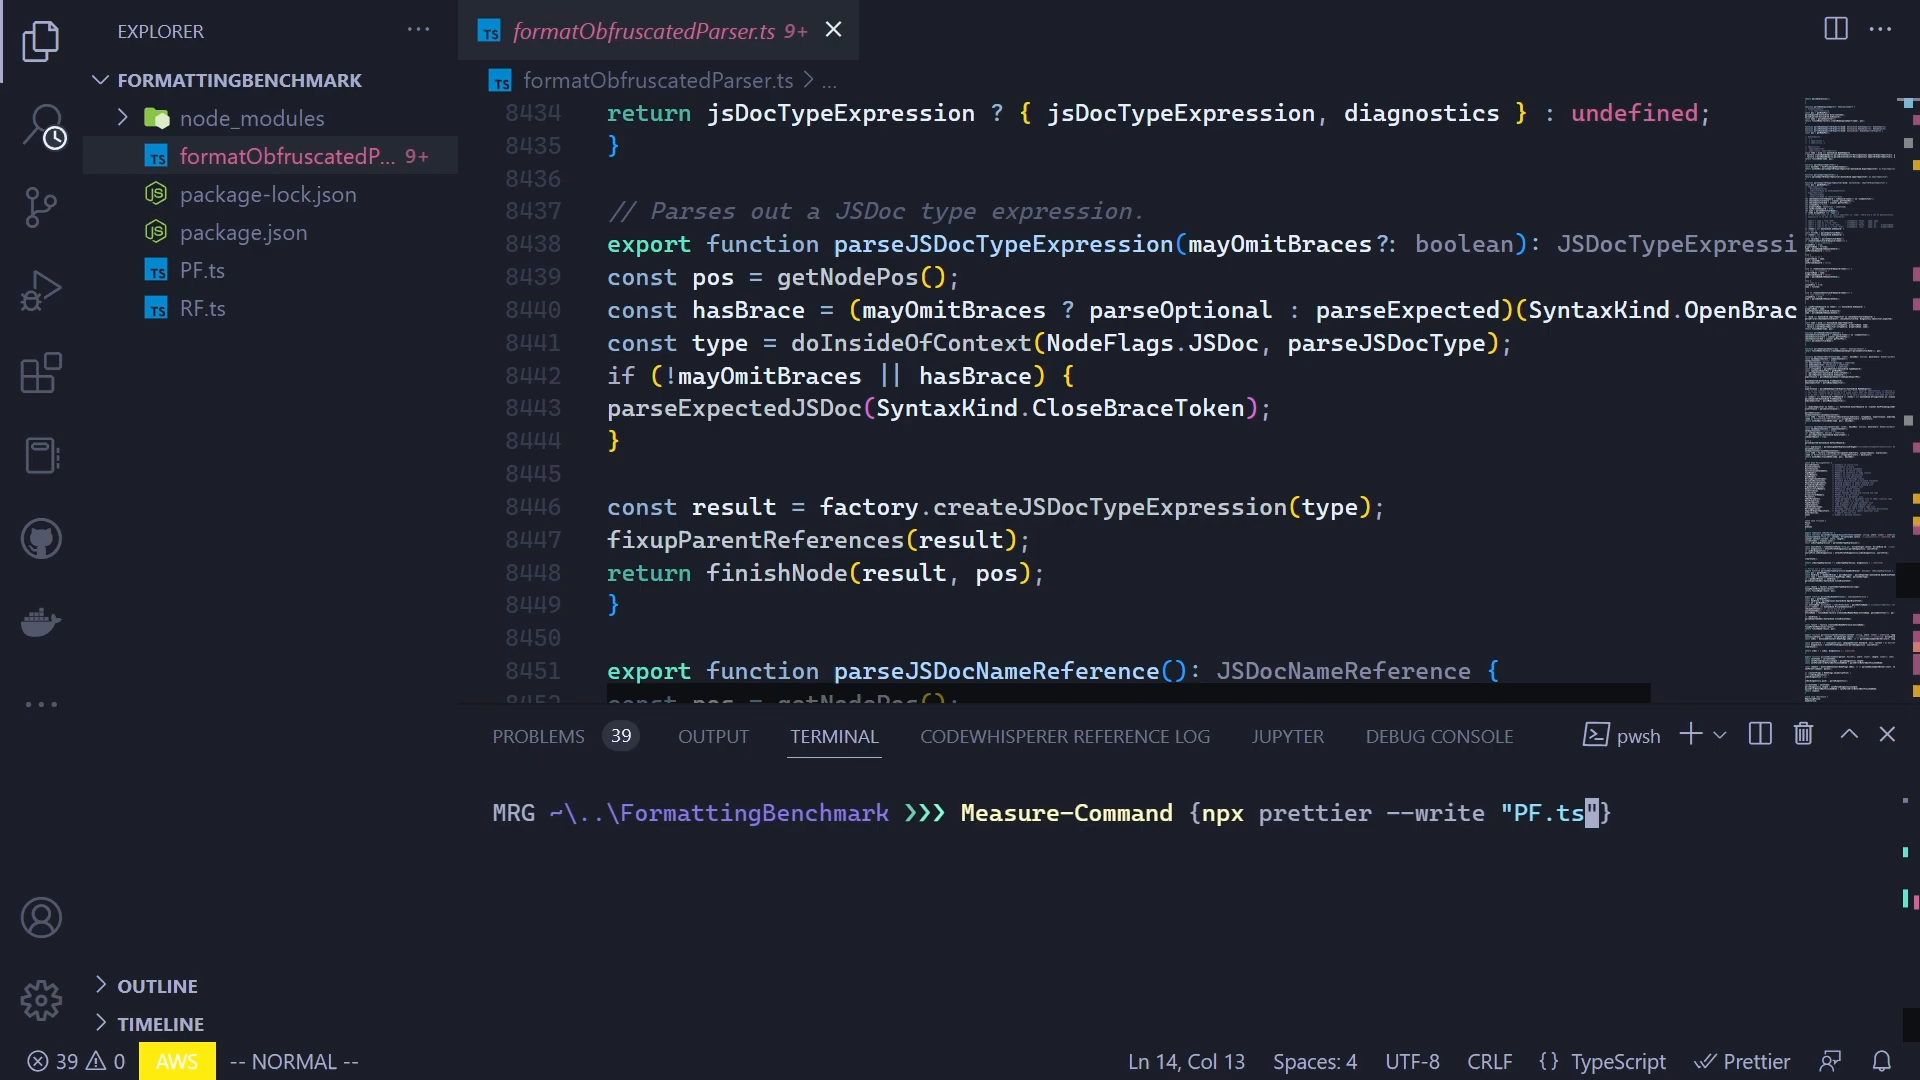 EXPLORER
FORMATTINGBENCHMARK
node_modules
formatObfruscatedP... 9+
package-lock.json
package.json
PF.ts
RF.ts
OUTLINE
TIMELINE
formatObfruscatedParser.ts 9+
formatObfruscatedParser.ts > ...
8434 return jsDocTypeExpression ? { jsDocTypeExpression, diagnostics } : undefined;
8435 }
8436
8437 // Parses out a JSDoc type expression.
8438 export function parseJSDocTypeExpression(mayOmitBraces?: boolean): JSDocTypeExpressi
8439 const pos = getNodePos();
8440 const hasBrace = (mayOmitBraces ? parseOptional : parseExpected)(SyntaxKind.OpenBrac
8441 const type = doInsideOfContext(NodeFlags.JSDoc, parseJSDocType);
8442 if (!mayOmitBraces || hasBrace) {
8443 parseExpectedJSDoc(SyntaxKind.CloseBraceToken);
8444 }
8445
8446 const result = factory.createJSDocTypeExpression(type);
8447 fixupParentReferences(result);
8448 return finishNode(result, pos);
8449 }
8450
8451 export function parseJSDocNameReference(): JSDocNameReference {
8452 const pos = getNodePos();
PROBLEMS 39 OUTPUT TERMINAL CODEWHISPERER REFERENCE LOG JUPYTER DEBUG CONSOLE pwsh
MRG ~\..\FormattingBenchmark ❯❯❯ Measure-Command {npx prettier --write "PF.ts"}
39 0 AWS -- NORMAL -- Ln 14, Col 13 Spaces: 4 UTF-8 CRLF {} TypeScript Prettier